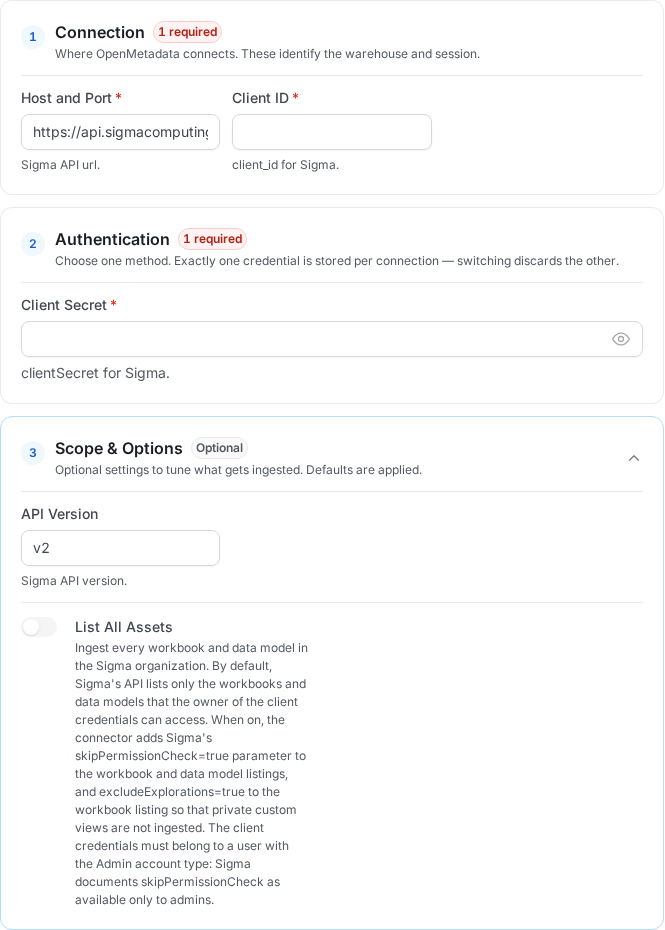 1
Connection
1 required
Where OpenMetadata connects. These identify the warehouse and session.
Host and Port *
Client ID *
https://api.sigmacomputing
Sigma API url.
client_id for Sigma.
2
Authentication
1 required
Choose one method. Exactly one credential is stored per connection — switching discards the other.
Client Secret *
clientSecret for Sigma.
3
Scope & Options
Optional
Optional settings to tune what gets ingested. Defaults are applied.
API Version
v2
Sigma API version.
List All Assets
Ingest every workbook and data model in
the Sigma organization. By default,
Sigma's API lists only the workbooks and
data models that the owner of the client
credentials can access. When on, the
connector adds Sigma's
skipPermissionCheck=true parameter to
the workbook and data model listings,
and excludeExplorations=true to the
workbook listing so that private custom
views are not ingested. The client
credentials must belong to a user with
the Admin account type: Sigma
documents skipPermissionCheck as
available only to admins.